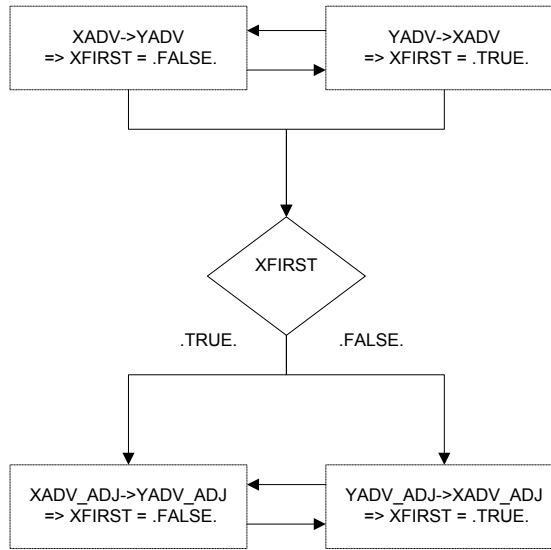 XADV->YADV
=> XFIRST = .FALSE.
YADV->XADV
=> XFIRST = .TRUE.
XFIRST
.TRUE.
.FALSE.
XADV_ADJ->YADV_ADJ
=> XFIRST = .FALSE.
YADV_ADJ->XADV_ADJ
=> XFIRST = .TRUE.